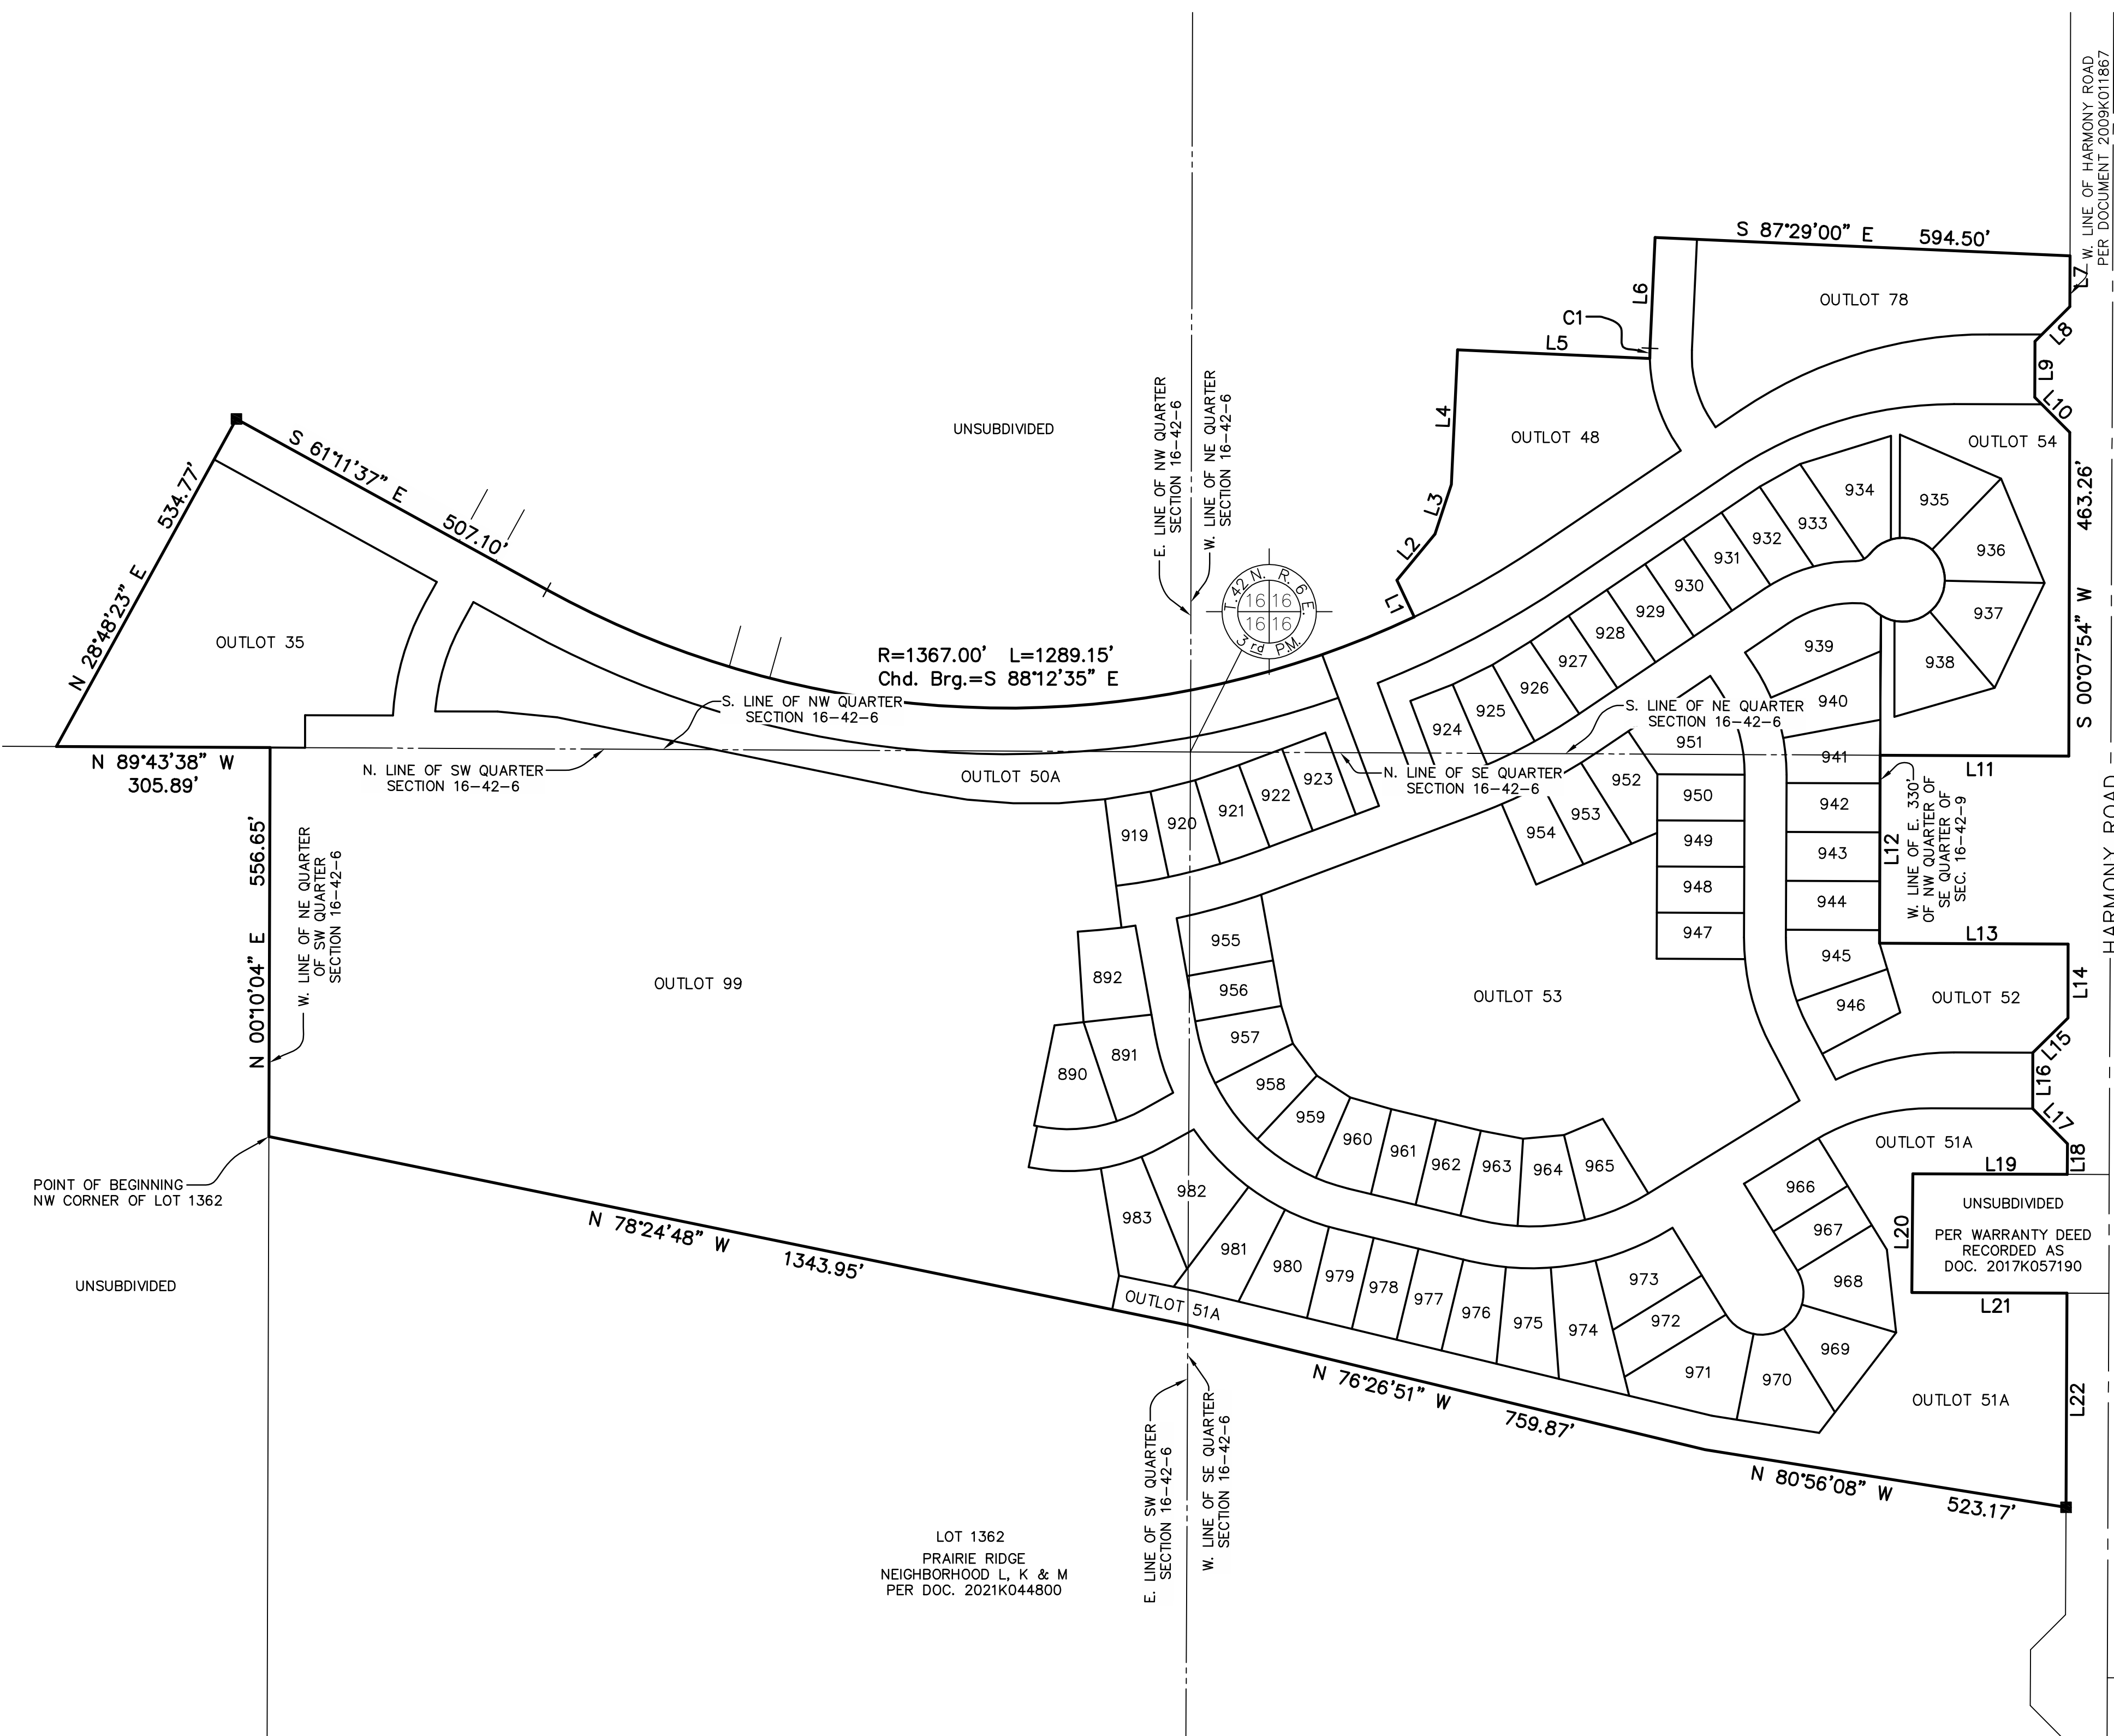 W. LINE OF HARMONY ROAD
PER DOCUMENT 2009K011867
S 87°29'00" E 594.50'
L7
L6
OUTLOT 78
C1
L8
L5
L9
L10
L4
OUTLOT 48
OUTLOT 54
UNSUBDIVIDED
E. LINE OF NW QUARTER
SECTION 16-42-6
W. LINE OF NE QUARTER
SECTION 16-42-6
S 61°11'37" E
507.10'
534.77'
N 28°48'23" E
L3
L2
L1
T. 42 N. R. 6 E.
16 16
16 16
3rd P.M.
934
935
933
932
936
931
930
937
929
928
938
927
939
926
940
925
924
951
941
463.26'
S 00°07'54" W
OUTLOT 35
R=1367.00' L=1289.15'
Chd. Brg.=S 88°12'35" E
S. LINE OF NW QUARTER
SECTION 16-42-6
S. LINE OF NE QUARTER
SECTION 16-42-6
N 89°43'38" W
305.89'
N. LINE OF SW QUARTER
SECTION 16-42-6
OUTLOT 50A
N. LINE OF SE QUARTER
SECTION 16-42-6
L11
HARMONY ROAD
923
922
921
920
919
952
953
954
950
949
948
947
942
943
944
945
946
L12
W. LINE OF E. 330'
OF NW QUARTER OF
SE QUARTER OF
SEC. 16-42-9
L13
L14
OUTLOT 52
L15
L16
L17
L18
556.65'
N 00°10'04" E
W. LINE OF NE QUARTER
OF SW QUARTER
SECTION 16-42-6
OUTLOT 99
892
891
890
955
956
957
958
959
960
961
962
963
964
965
OUTLOT 53
OUTLOT 51A
L19
POINT OF BEGINNING
NW CORNER OF LOT 1362
966
967
968
969
970
971
972
973
974
975
976
977
978
979
980
981
982
983
L20
UNSUBDIVIDED
PER WARRANTY DEED
RECORDED AS
DOC. 2017K057190
L21
UNSUBDIVIDED
N 78°24'48" W
1343.95'
OUTLOT 51A
OUTLOT 51A
L22
N 76°26'51" W
759.87'
N 80°56'08" W
523.17'
E. LINE OF SW QUARTER
SECTION 16-42-6
W. LINE OF SE QUARTER
SECTION 16-42-6
LOT 1362
PRAIRIE RIDGE
NEIGHBORHOOD L, K & M
PER DOC. 2021K044800